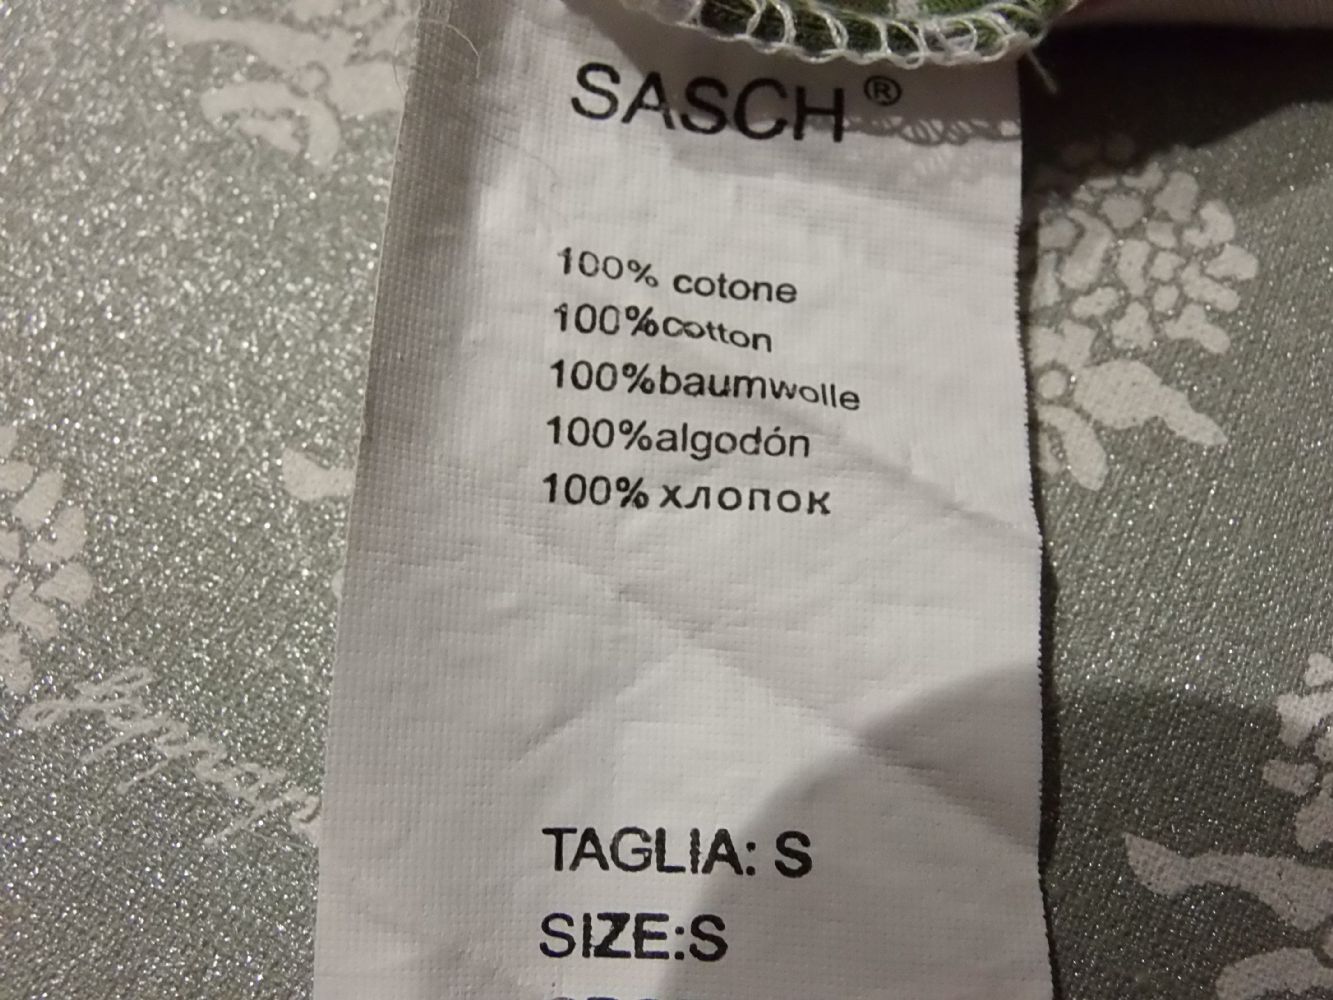 SASCH®
100% cotone
100%cotton
100%baumwolle
100%algodón
100% хлопок
TAGLIA: S
SIZE:S